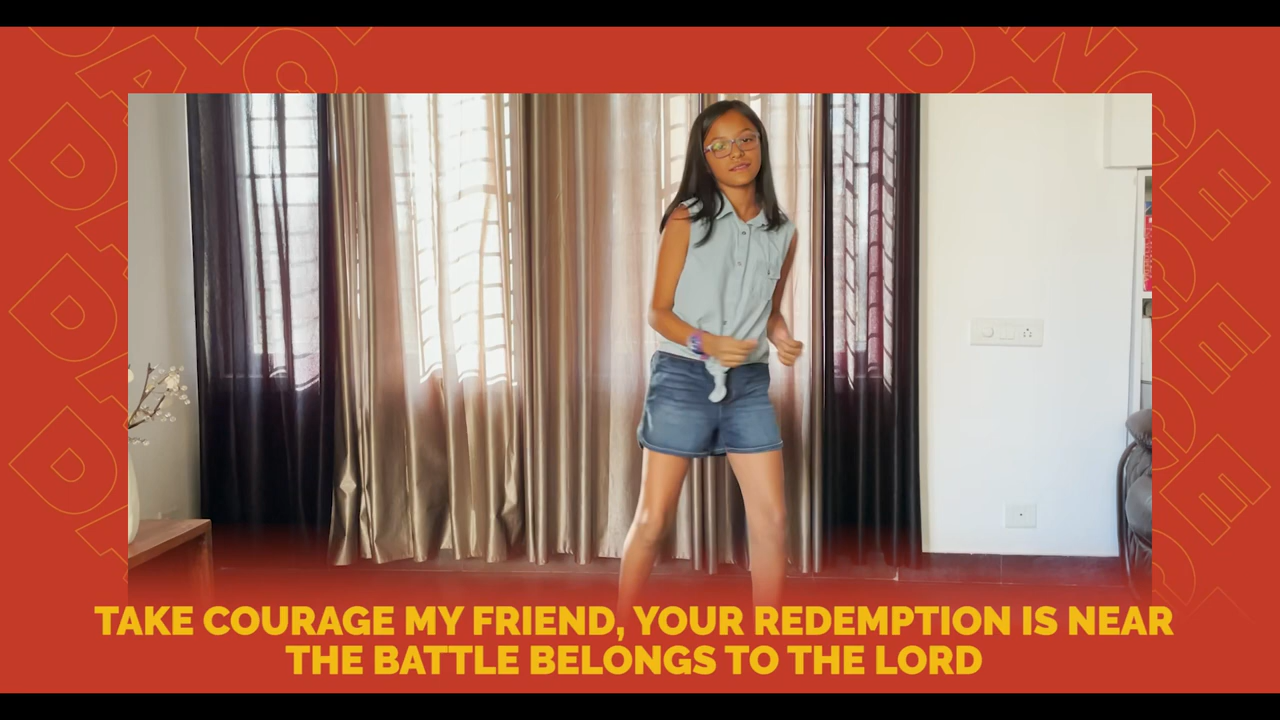 TAKE COURAGE MY FRIEND, YOUR REDEMPTION IS NEAR
THE BATTLE BELONGS TO THE LORD